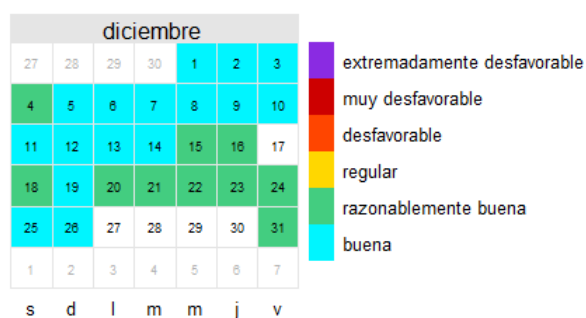 diciembre
27 28 29 30 1 2 3
4 5 6 7 8 9 10
11 12 13 14 15 16 17
18 19 20 21 22 23 24
25 26 27 28 29 30 31
1 2 3 4 5 6 7
s d l m m j v
extremadamente desfavorable
muy desfavorable
desfavorable
regular
razonablemente buena
buena